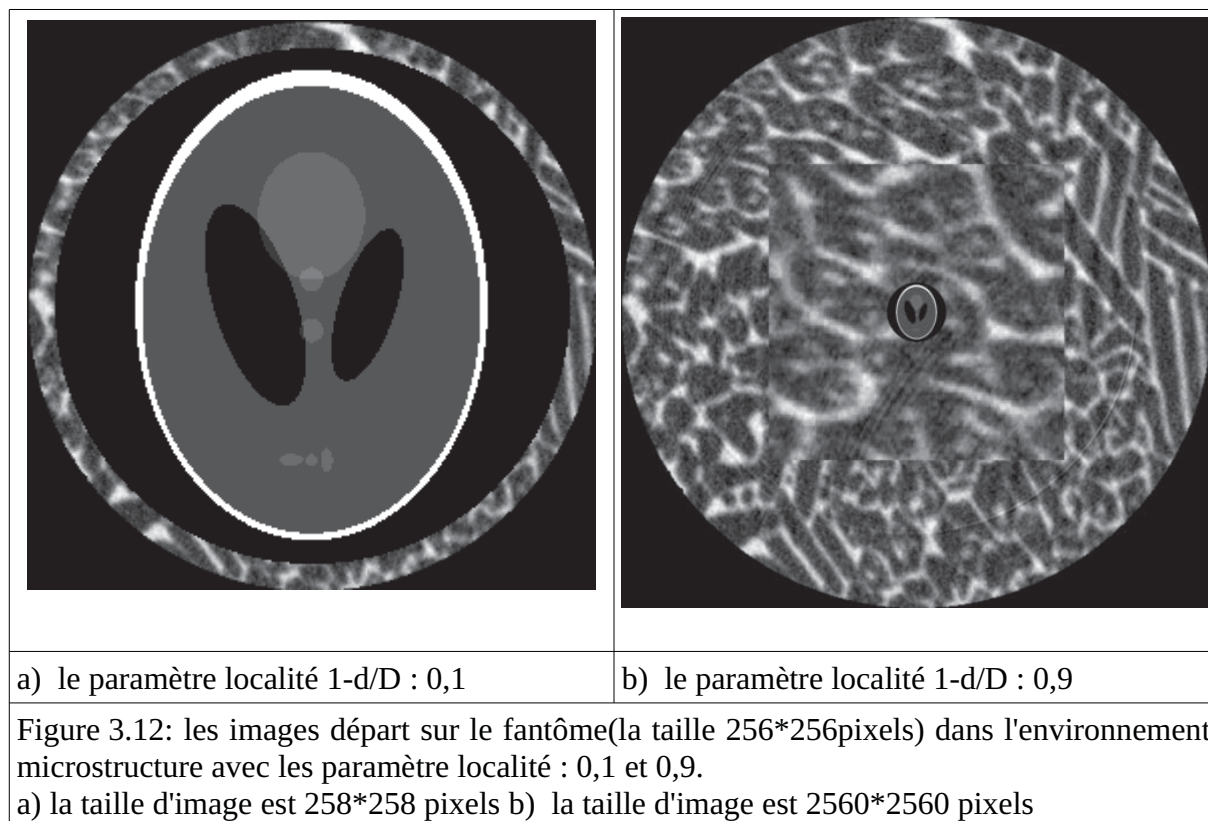 a) le paramètre localité 1-d/D : 0,1
b) le paramètre localité 1-d/D : 0,9
Figure 3.12: les images départ sur le fantôme(la taille 256*256pixels) dans l'environnement
microstructure avec les paramètre localité : 0,1 et 0,9.
a) la taille d'image est 258*258 pixels b) la taille d'image est 2560*2560 pixels